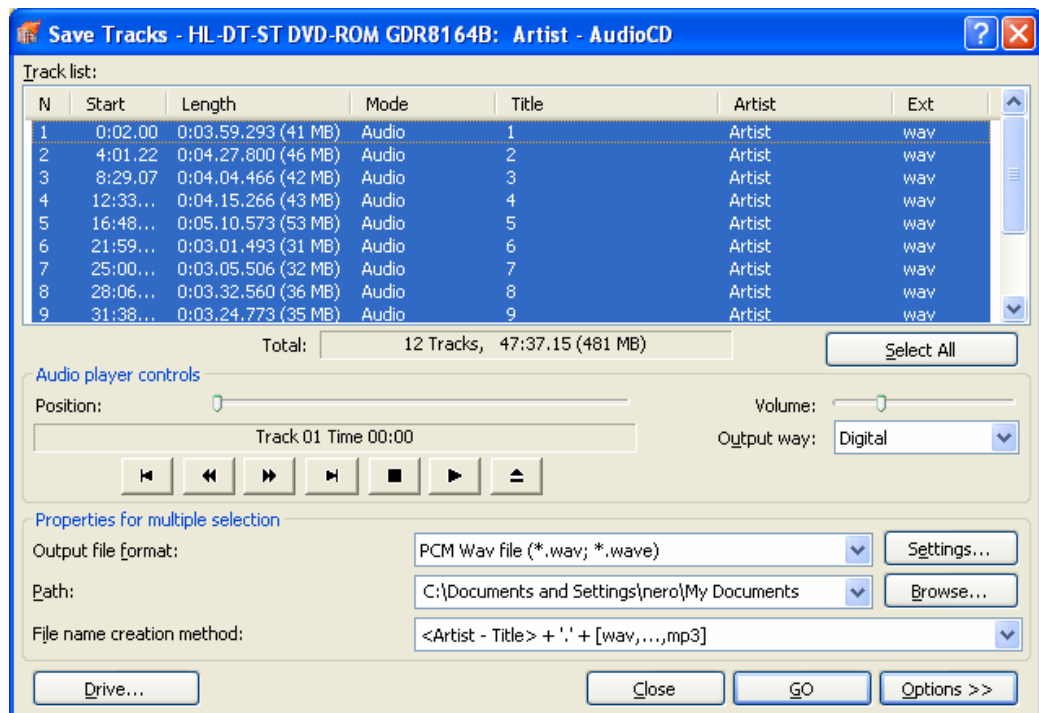 Save Tracks - HL-DT-ST DVD-ROM GDR8164B: Artist - AudioCD
Track list:
N Start Length Mode Title Artist Ext
1 0:02.00 0:03.59.293 (41 MB) Audio 1 Artist wav
2 4:01.22 0:04.27.800 (46 MB) Audio 2 Artist wav
3 8:29.07 0:04.04.466 (42 MB) Audio 3 Artist wav
4 12:33... 0:04.15.266 (43 MB) Audio 4 Artist wav
5 16:48... 0:05.10.573 (53 MB) Audio 5 Artist wav
6 21:59... 0:03.01.493 (31 MB) Audio 6 Artist wav
7 25:00... 0:03.05.506 (32 MB) Audio 7 Artist wav
8 28:06... 0:03.32.560 (36 MB) Audio 8 Artist wav
9 31:38... 0:03.24.773 (35 MB) Audio 9 Artist wav
Total: 12 Tracks, 47:37.15 (481 MB) Select All
Audio player controls
Position: Volume:
Track 01 Time 00:00 Output way: Digital
Properties for multiple selection
Output file format: PCM Wav file (*.wav; *.wave) Settings...
Path: C:\Documents and Settings\nero\My Documents Browse...
File name creation method: <Artist - Title> + '.' + [wav,...,mp3]
Drive... Close GO Options >>